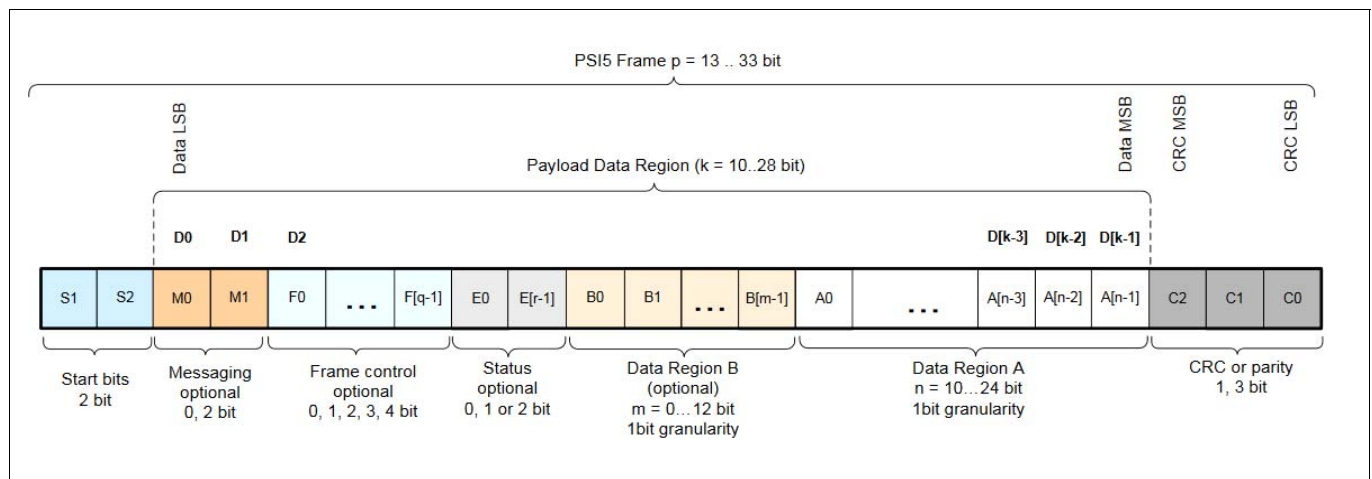 PSI5 Frame p = 13 .. 33 bit
Data LSB
Data MSB
CRC MSB
CRC LSB
Payload Data Region (k = 10..28 bit)
D0 D1 D2 D[k-3] D[k-2] D[k-1]
S1 S2 M0 M1 F0 ... F[q-1] E0 E[r-1] B0 B1 ... B[m-1] A0 ... A[n-3] A[n-2] A[n-1] C2 C1 C0
Start bits
2 bit
Messaging
optional
0, 2 bit
Frame control
optional
0, 1, 2, 3, 4 bit
Status
optional
0, 1 or 2 bit
Data Region B
(optional)
m = 0...12 bit
1bit granularity
Data Region A
n = 10...24 bit
1bit granularity
CRC or parity
1, 3 bit